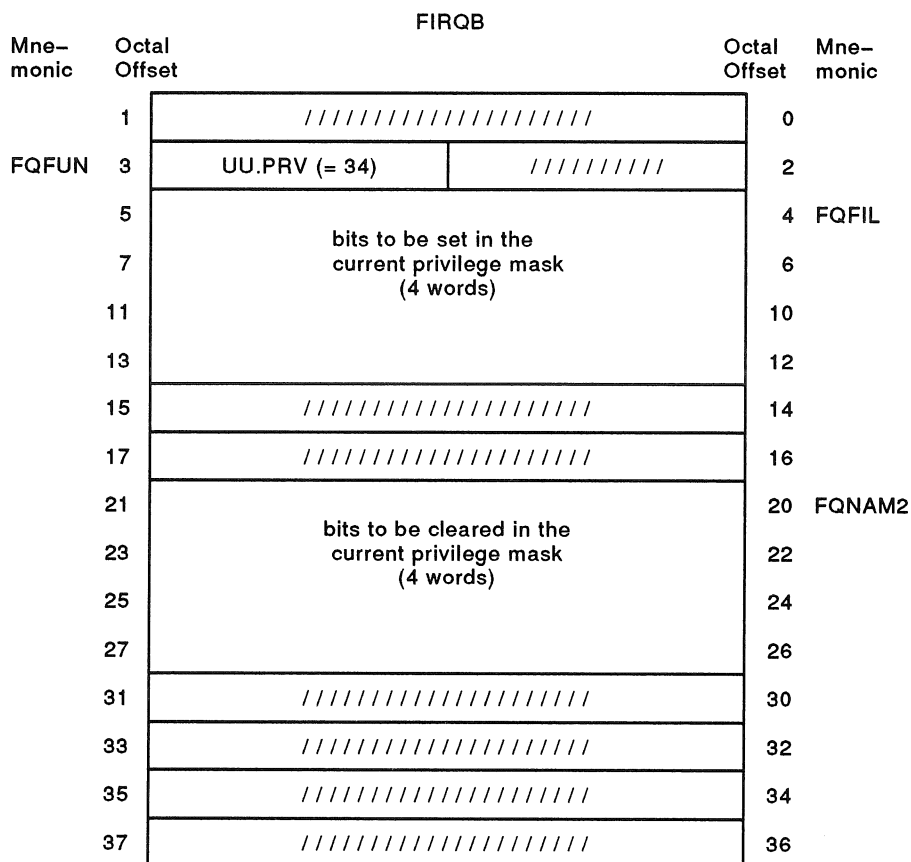 FIRQB
Mne– Octal Octal Mne–
monic Offset Offset monic
1 / / / / / / / / / / / / / / / / / / / / / 0
FQFUN 3 UU.PRV (= 34) / / / / / / / / / / 2
5 4 FQFIL
bits to be set in the
7 current privilege mask 6
(4 words)
11 10
13 12
15 / / / / / / / / / / / / / / / / / / / / / 14
17 / / / / / / / / / / / / / / / / / / / / / 16
21 20 FQNAM2
bits to be cleared in the
23 current privilege mask 22
(4 words)
25 24
27 26
31 / / / / / / / / / / / / / / / / / / / / / 30
33 / / / / / / / / / / / / / / / / / / / / / 32
35 / / / / / / / / / / / / / / / / / / / / / 34
37 / / / / / / / / / / / / / / / / / / / / / 36